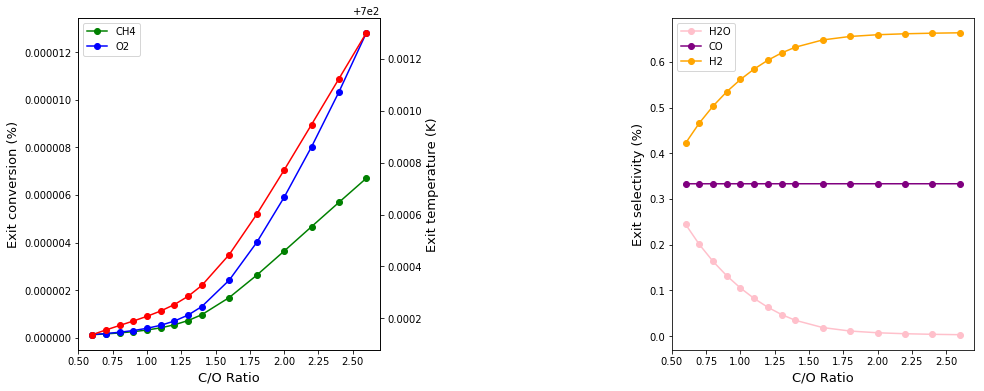 +7e2
CH4
O2
0.000012
0.000010
0.000008
0.000006
0.000004
0.000002
0.000000
Exit conversion (%)
0.0012
0.0010
0.0008
0.0006
0.0004
0.0002
Exit temperature (K)
0.50 0.75 1.00 1.25 1.50 1.75 2.00 2.25 2.50
C/O Ratio
H2O
CO
H2
0.6
0.5
0.4
0.3
0.2
0.1
0.0
Exit selectivity (%)
0.50 0.75 1.00 1.25 1.50 1.75 2.00 2.25 2.50
C/O Ratio